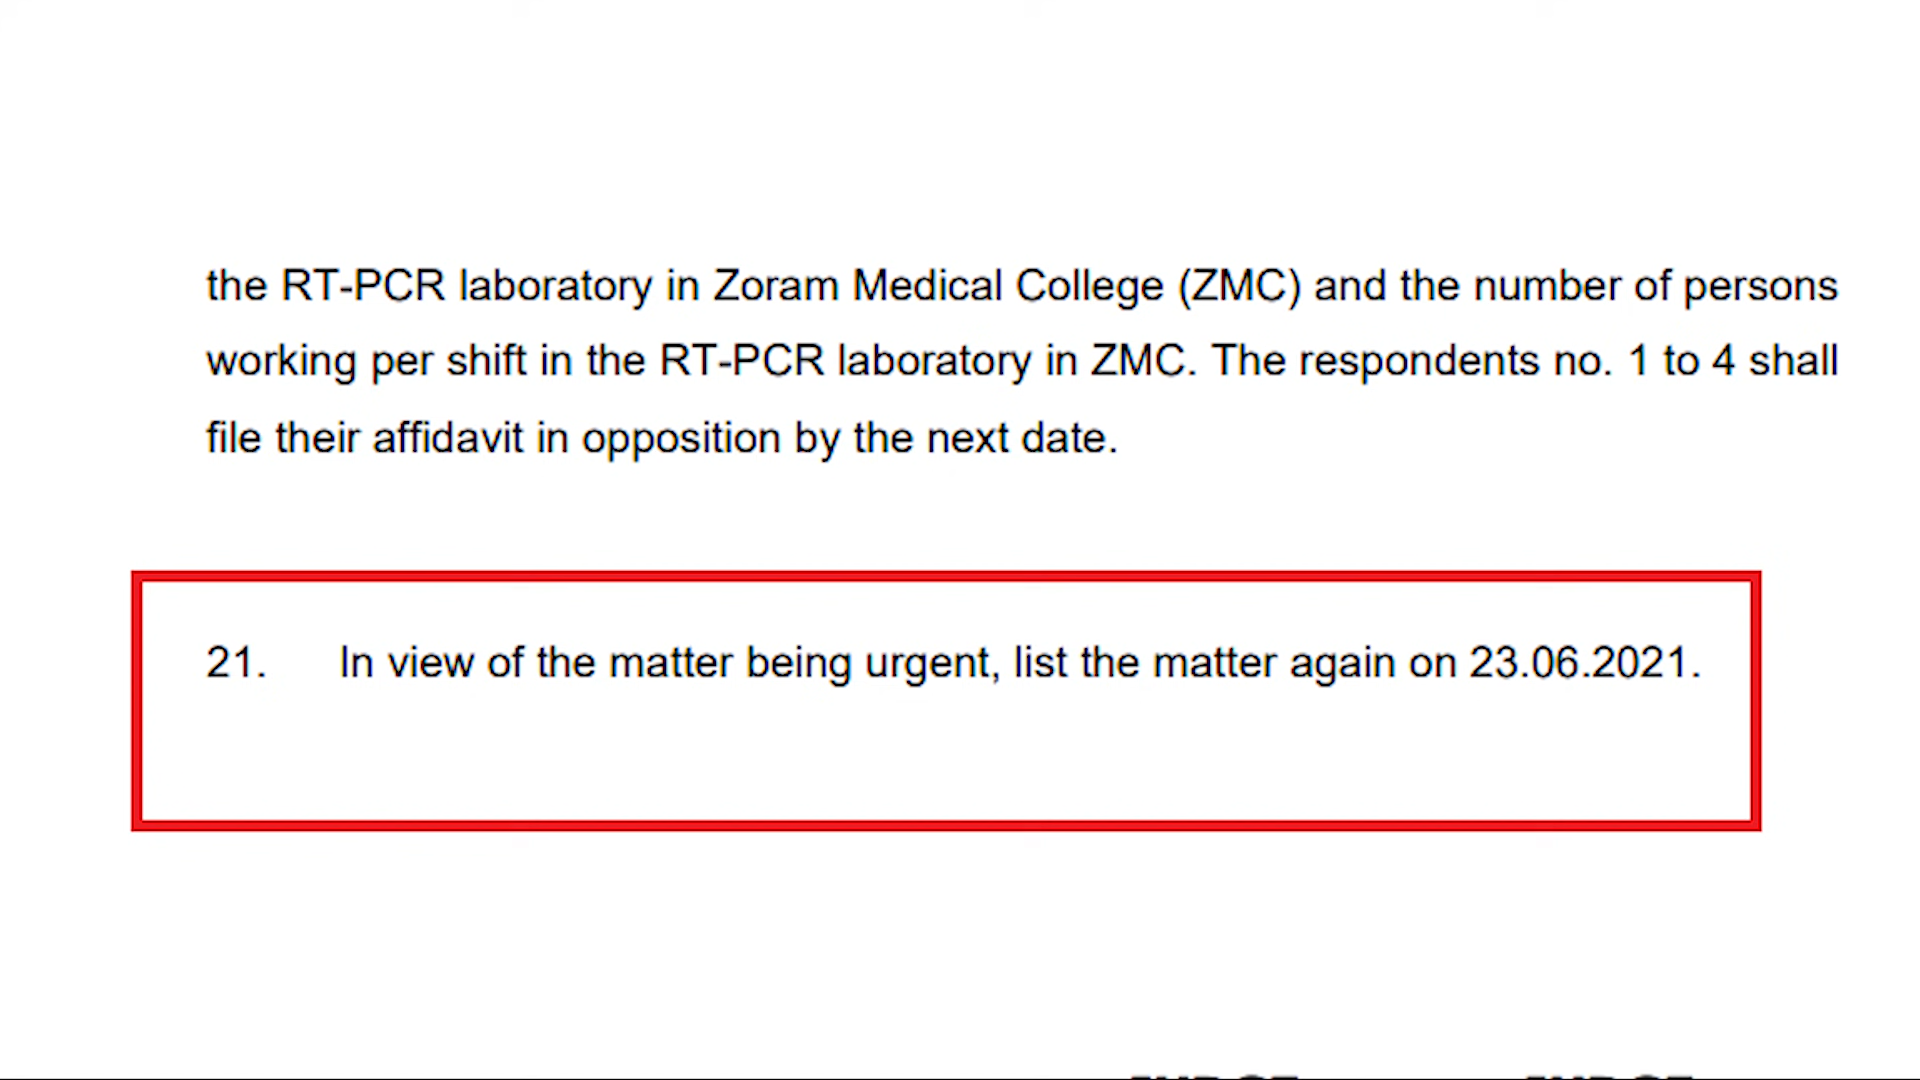 the RT-PCR laboratory in Zoram Medical College (ZMC) and the number of persons
working per shift in the RT-PCR laboratory in ZMC. The respondents no. 1 to 4 shall
file their affidavit in opposition by the next date.
21. In view of the matter being urgent, list the matter again on 23.06.2021.